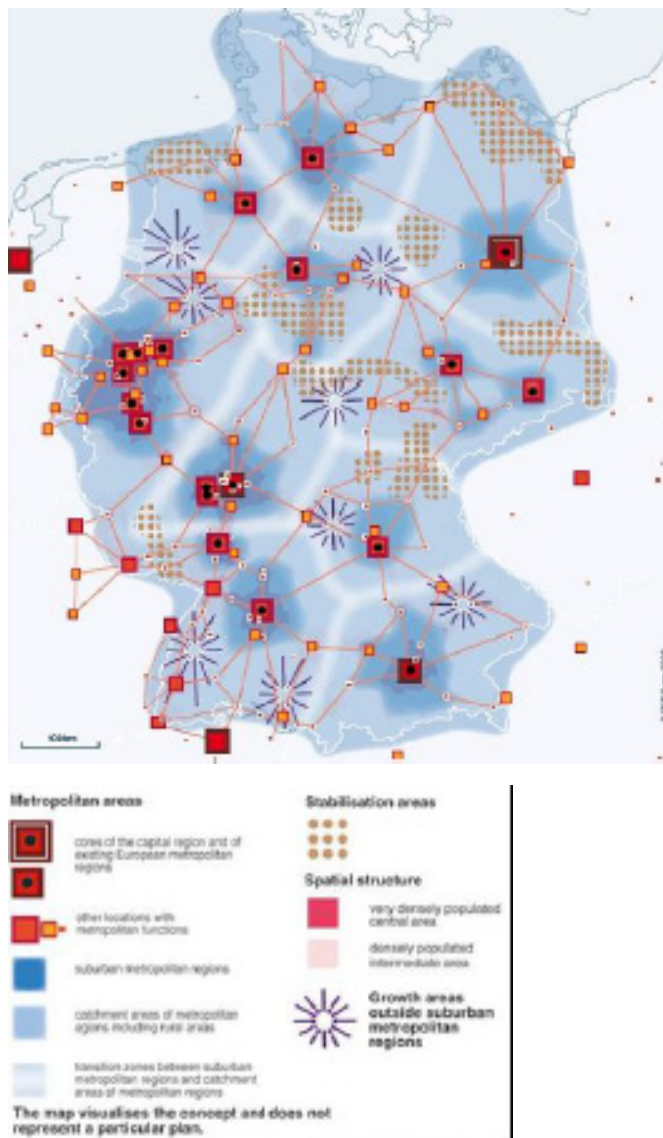 100km
Metropolitan areas
cores of the capital region and of
existing European metropolitan
regions
other locations with
metropolitan functions
suburban metropolitan regions
catchment areas of metropolitan
agions including rural areas
transition zones between suburban
metropolitan regions and catchment
areas of metropolitan regions
The map visualises the concept and does not
represent a particular plan.
Stabilisation areas
Spatial structure
very densely populated
central area
densely populated
intermediate area
Growth areas
outside suburban
metropolitan
regions